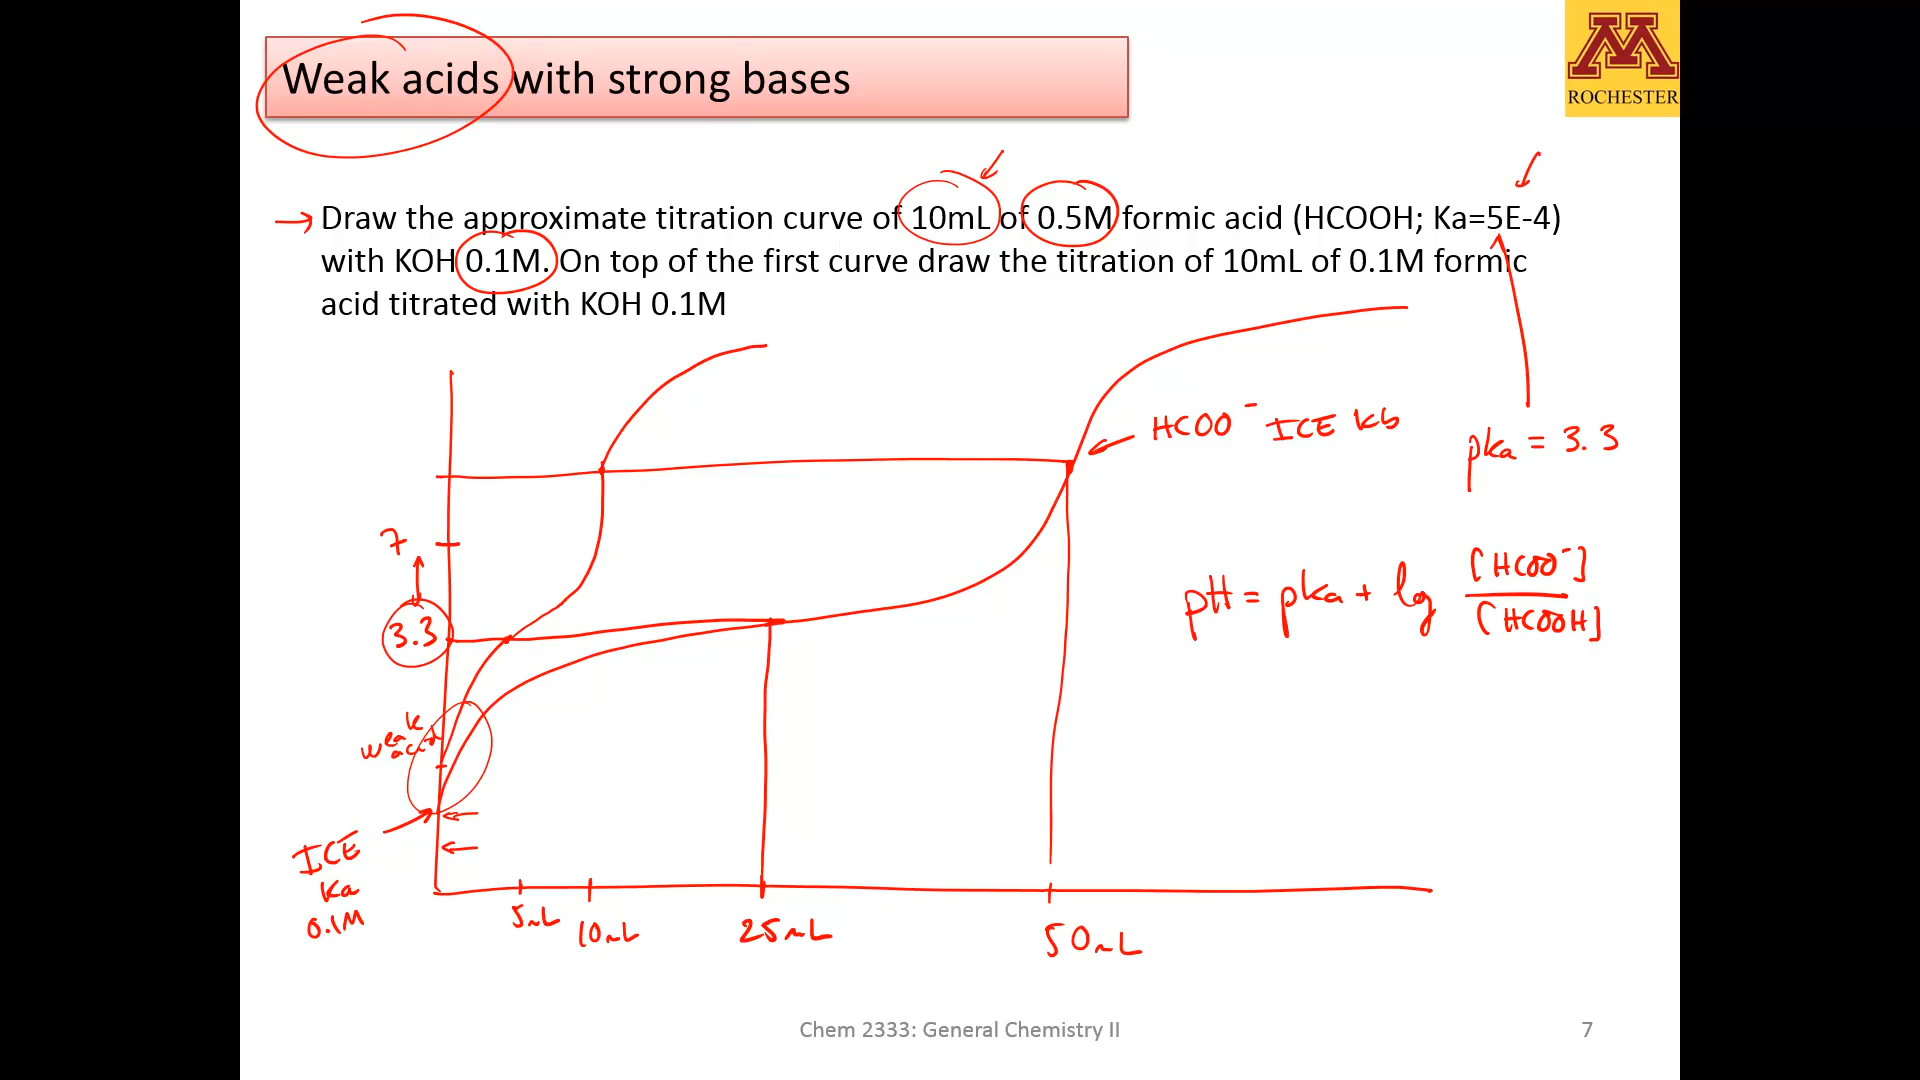 Weak acids with strong bases
M
ROCHESTER
Draw the approximate titration curve of 10mL of 0.5M formic acid (HCOOH; Ka=5E-4)
with KOH 0.1M. On top of the first curve draw the titration of 10mL of 0.1M formic
acid titrated with KOH 0.1M
HCOO⁻ ICE Kb
pka = 3.3
7
3.3
pH = pka + log [HCOO⁻]
[HCOOH]
weak
acid
ICE
Ka
0.1M
5mL
10mL
25mL
50mL
Chem 2333: General Chemistry II
7